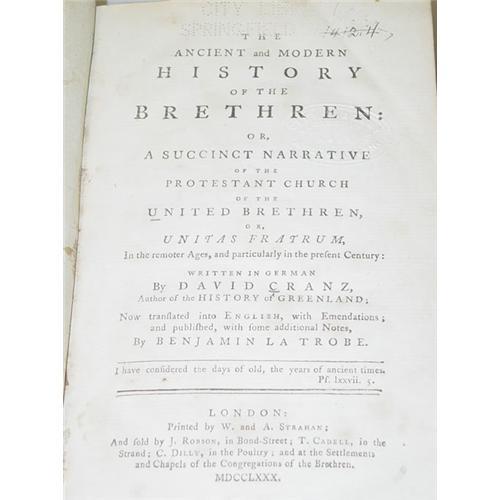 CITY LIBRARY
SPRINGFIELD
424,
THE
ANCIENT and MODERN
HISTORY
OF THE
BRETHREN:
OR,
A SUCCINCT NARRATIVE
OF THE
PROTESTANT CHURCH
OF THE
UNITED BRETHREN,
OR,
UNITAS FRATRUM,
In the remoter Ages, and particularly in the preſent Century:
WRITTEN IN GERMAN
By DAVID CRANZ,
Author of the HISTORY of GREENLAND;
Now tranſlated into ENGLISH, with Emendations;
and publiſhed, with ſome additional Notes,
By BENJAMIN LA TROBE.
I have conſidered the days of old, the years of ancient times.
Pſ. lxxvii. 5.
LONDON:
Printed by W. and A. STRAHAN;
And ſold by J. ROBSON, in Bond-Street; T. CADELL, in the
Strand; C. DILLY, in the Poultry; and at the Settlements
and Chapels of the Congregations of the Brethren.
MDCCLXXX.